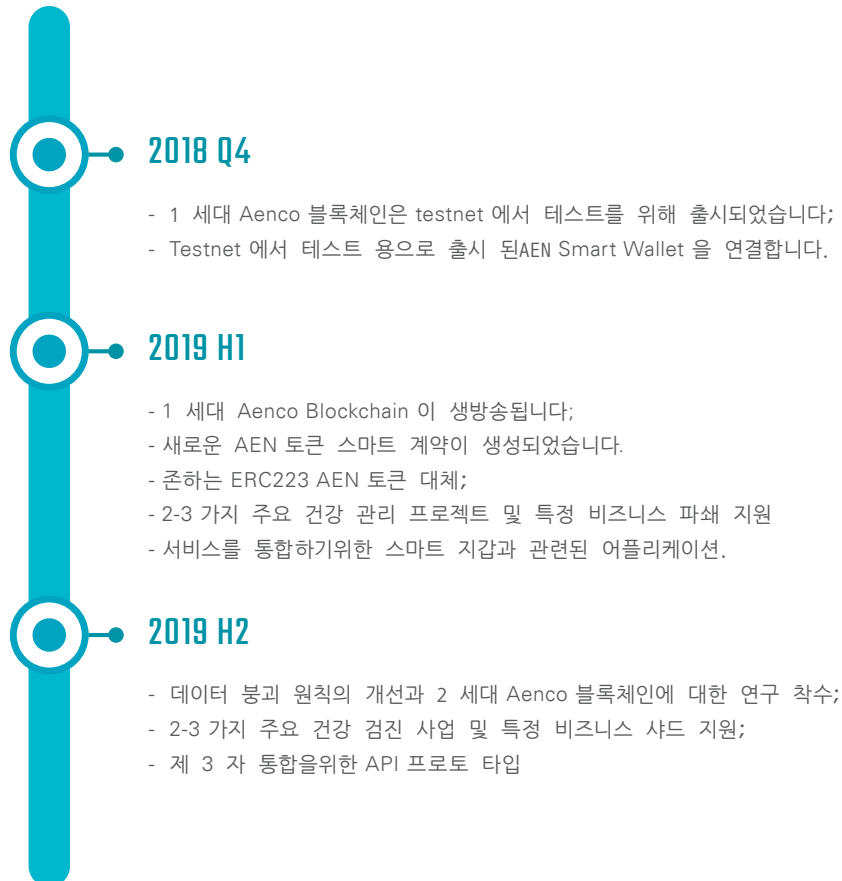 2018 Q4
- 1 세대 Aenco 블록체인은 testnet 에서 테스트를 위해 출시되었습니다;
- Testnet 에서 테스트 용으로 출시 된AEN Smart Wallet 을 연결합니다.
2019 H1
- 1 세대 Aenco Blockchain 이 생방송됩니다;
- 새로운 AEN 토큰 스마트 계약이 생성되었습니다.
- 존하는 ERC223 AEN 토큰 대체;
- 2-3 가지 주요 건강 관리 프로젝트 및 특정 비즈니스 파쇄 지원
- 서비스를 통합하기위한 스마트 지갑과 관련된 어플리케이션.
2019 H2
- 데이터 붕괴 원칙의 개선과 2 세대 Aenco 블록체인에 대한 연구 착수;
- 2-3 가지 주요 건강 검진 사업 및 특정 비즈니스 샤드 지원;
- 제 3 자 통합을위한 API 프로토 타입